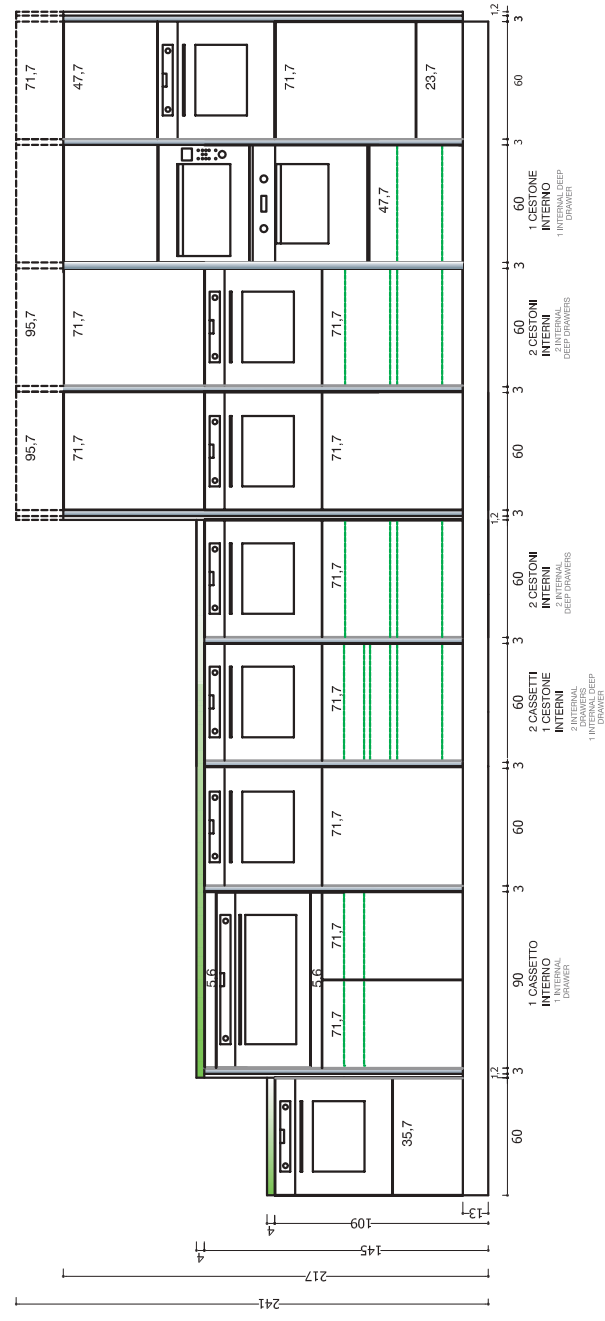 71,7
47,7
71,7
23,7
47,7
95,7
71,7
71,7
95,7
71,7
71,7
71,7
71,7
71,7
5,6
5,6
71,7
71,7
35,7
1,2
3
60
3
60
3
60
3
60
3
1,2
60
3
60
3
60
3
90
3
1,2
60
1 CESTONE
INTERNO
1 INTERNAL DEEP
DRAWER
2 CESTONI
INTERNI
2 INTERNAL
DEEP DRAWERS
2 CESTONI
INTERNI
2 INTERNAL
DEEP DRAWERS
2 CASSETTI
1 CESTONE
INTERNI
2 INTERNAL
DRAWERS
1 INTERNAL DEEP
DRAWER
1 CASSETTO
INTERNO
1 INTERNAL
DRAWER
13
4
109
4
145
217
241